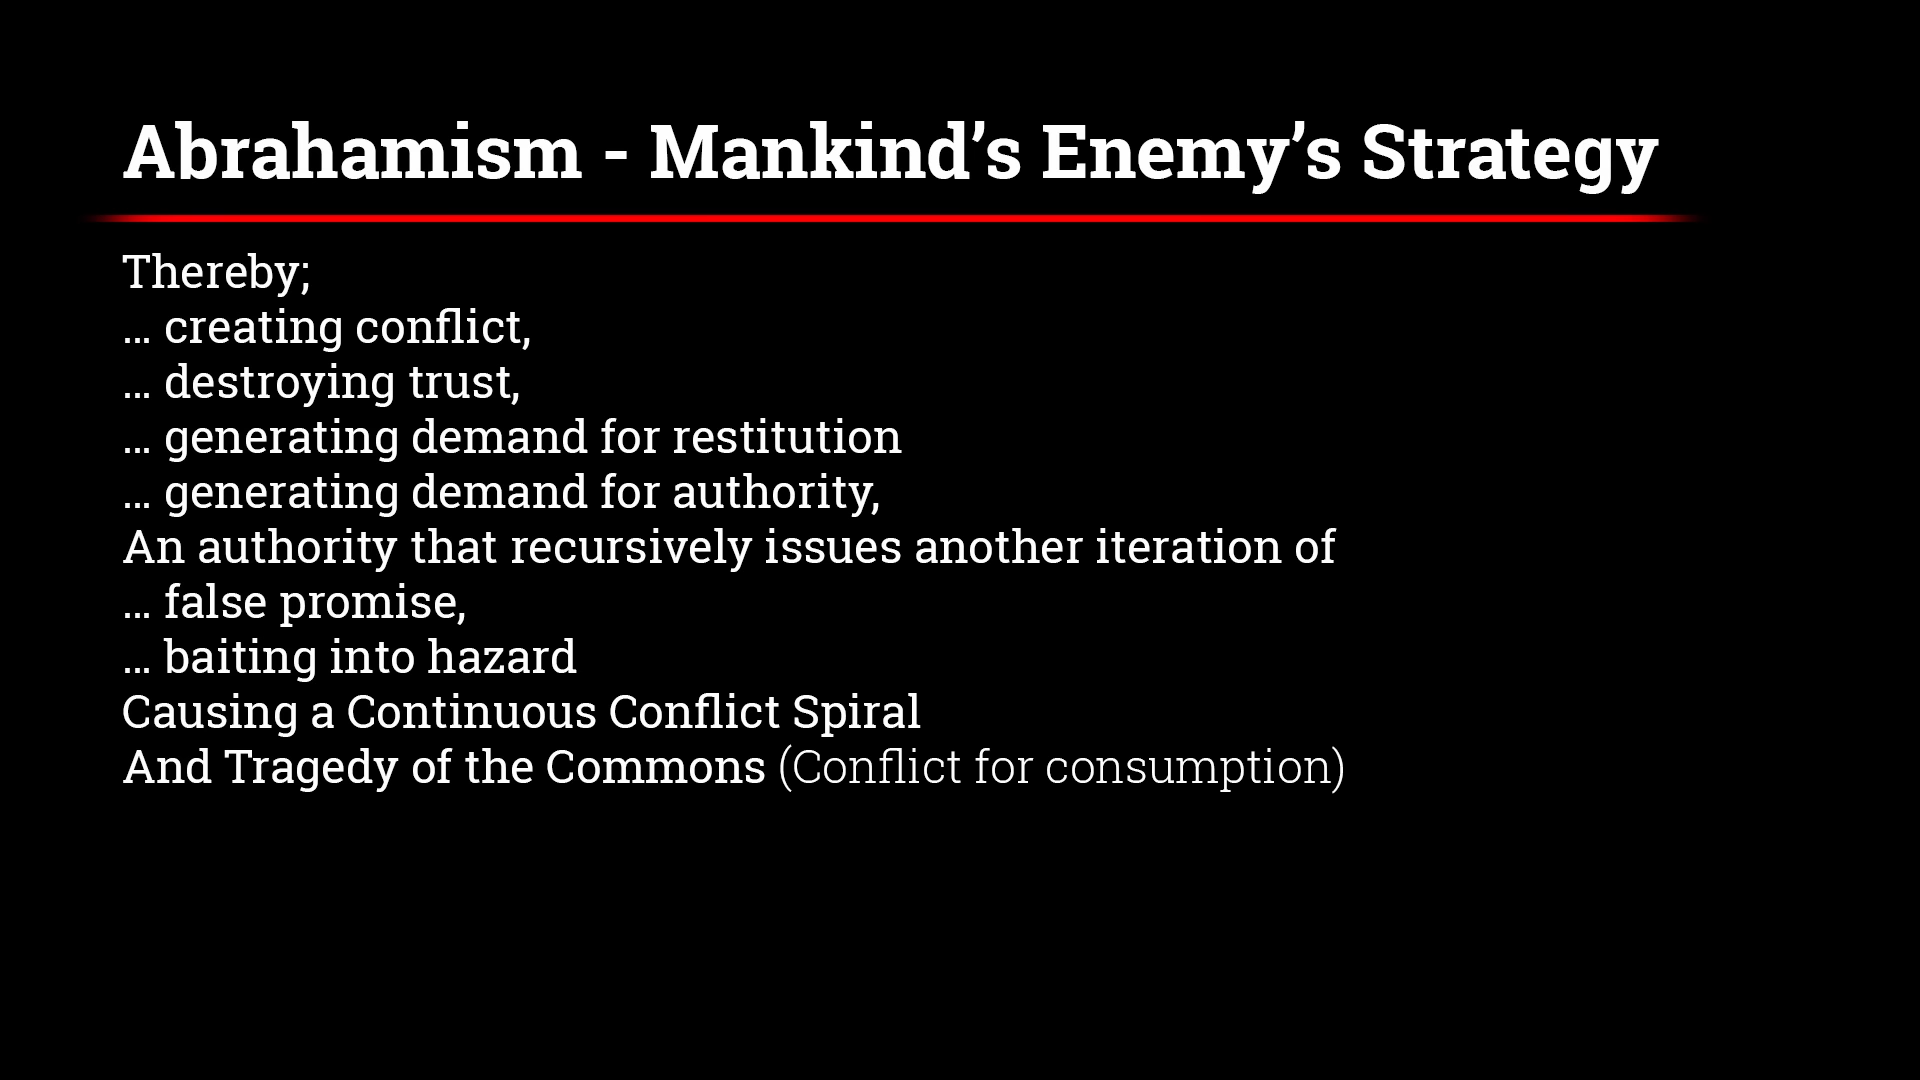 Abrahamism - Mankind’s Enemy’s Strategy
Thereby;
… creating conflict,
… destroying trust,
… generating demand for restitution
… generating demand for authority,
An authority that recursively issues another iteration of
… false promise,
… baiting into hazard
Causing a Continuous Conflict Spiral
And Tragedy of the Commons (Conflict for consumption)